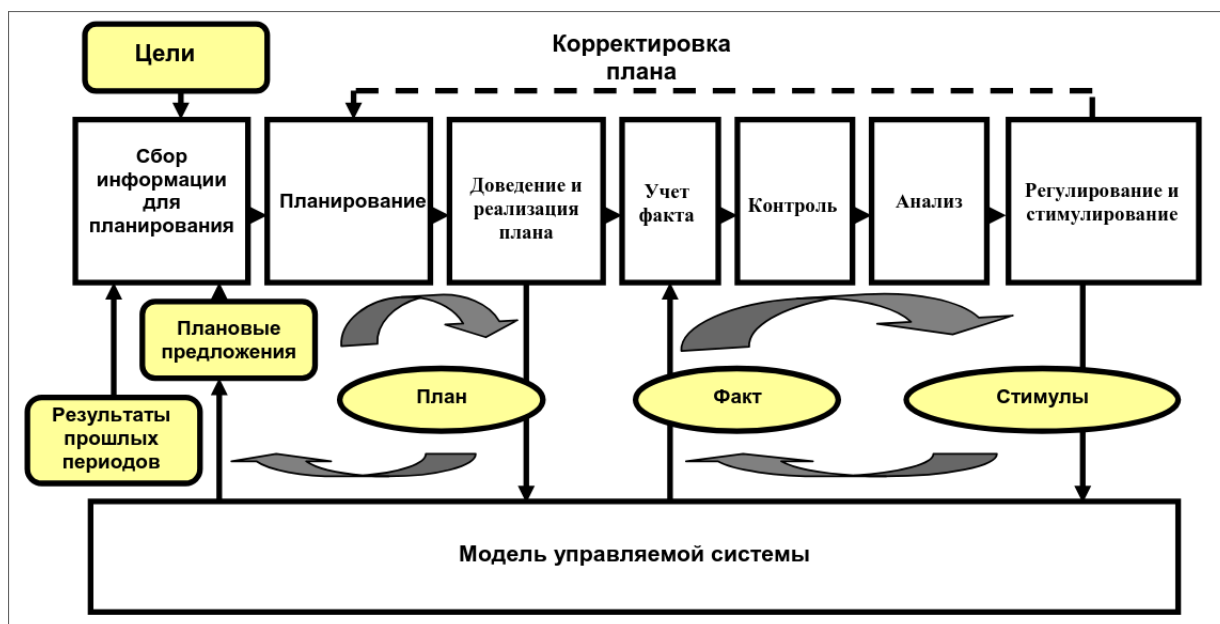 Цели
Корректировка
плана
Сбор
информации
для
планирования
Планирование
Доведение и
реализация
плана
Учет
факта
Контроль
Анализ
Регулирование и
стимулирование
Плановые
предложения
Результаты
прошлых
периодов
План
Факт
Стимулы
Модель управляемой системы